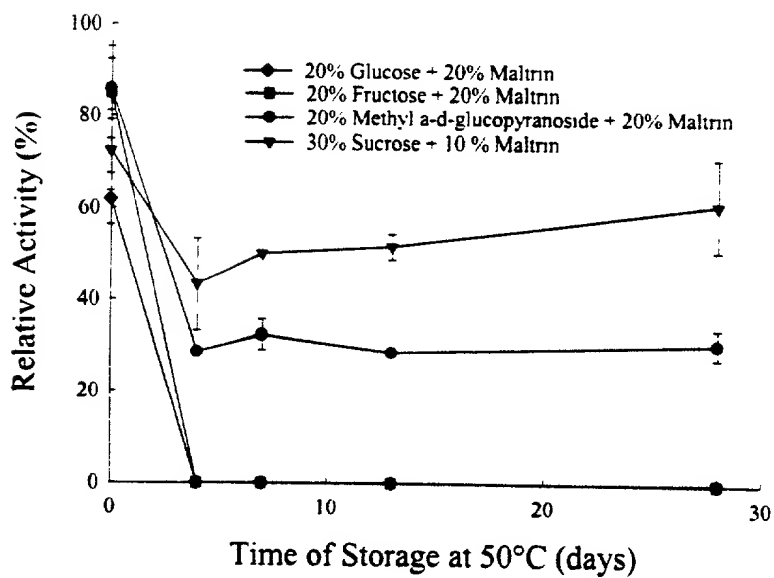 100
80
60
40
20
0
Relative Activity (%)
20% Glucose + 20% Maltrin
20% Fructose + 20% Maltrin
20% Methyl a-d-glucopyranoside + 20% Maltrin
30% Sucrose + 10 % Maltrin
0 10 20 30
Time of Storage at 50°C (days)